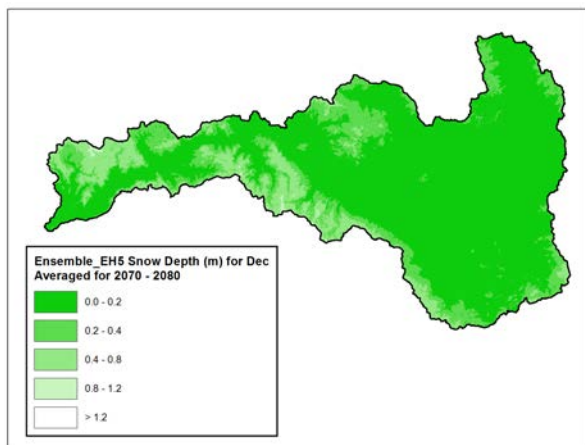 Ensemble_EH5 Snow Depth (m) for Dec
Averaged for 2070 - 2080
0.0 - 0.2
0.2 - 0.4
0.4 - 0.8
0.8 - 1.2
> 1.2